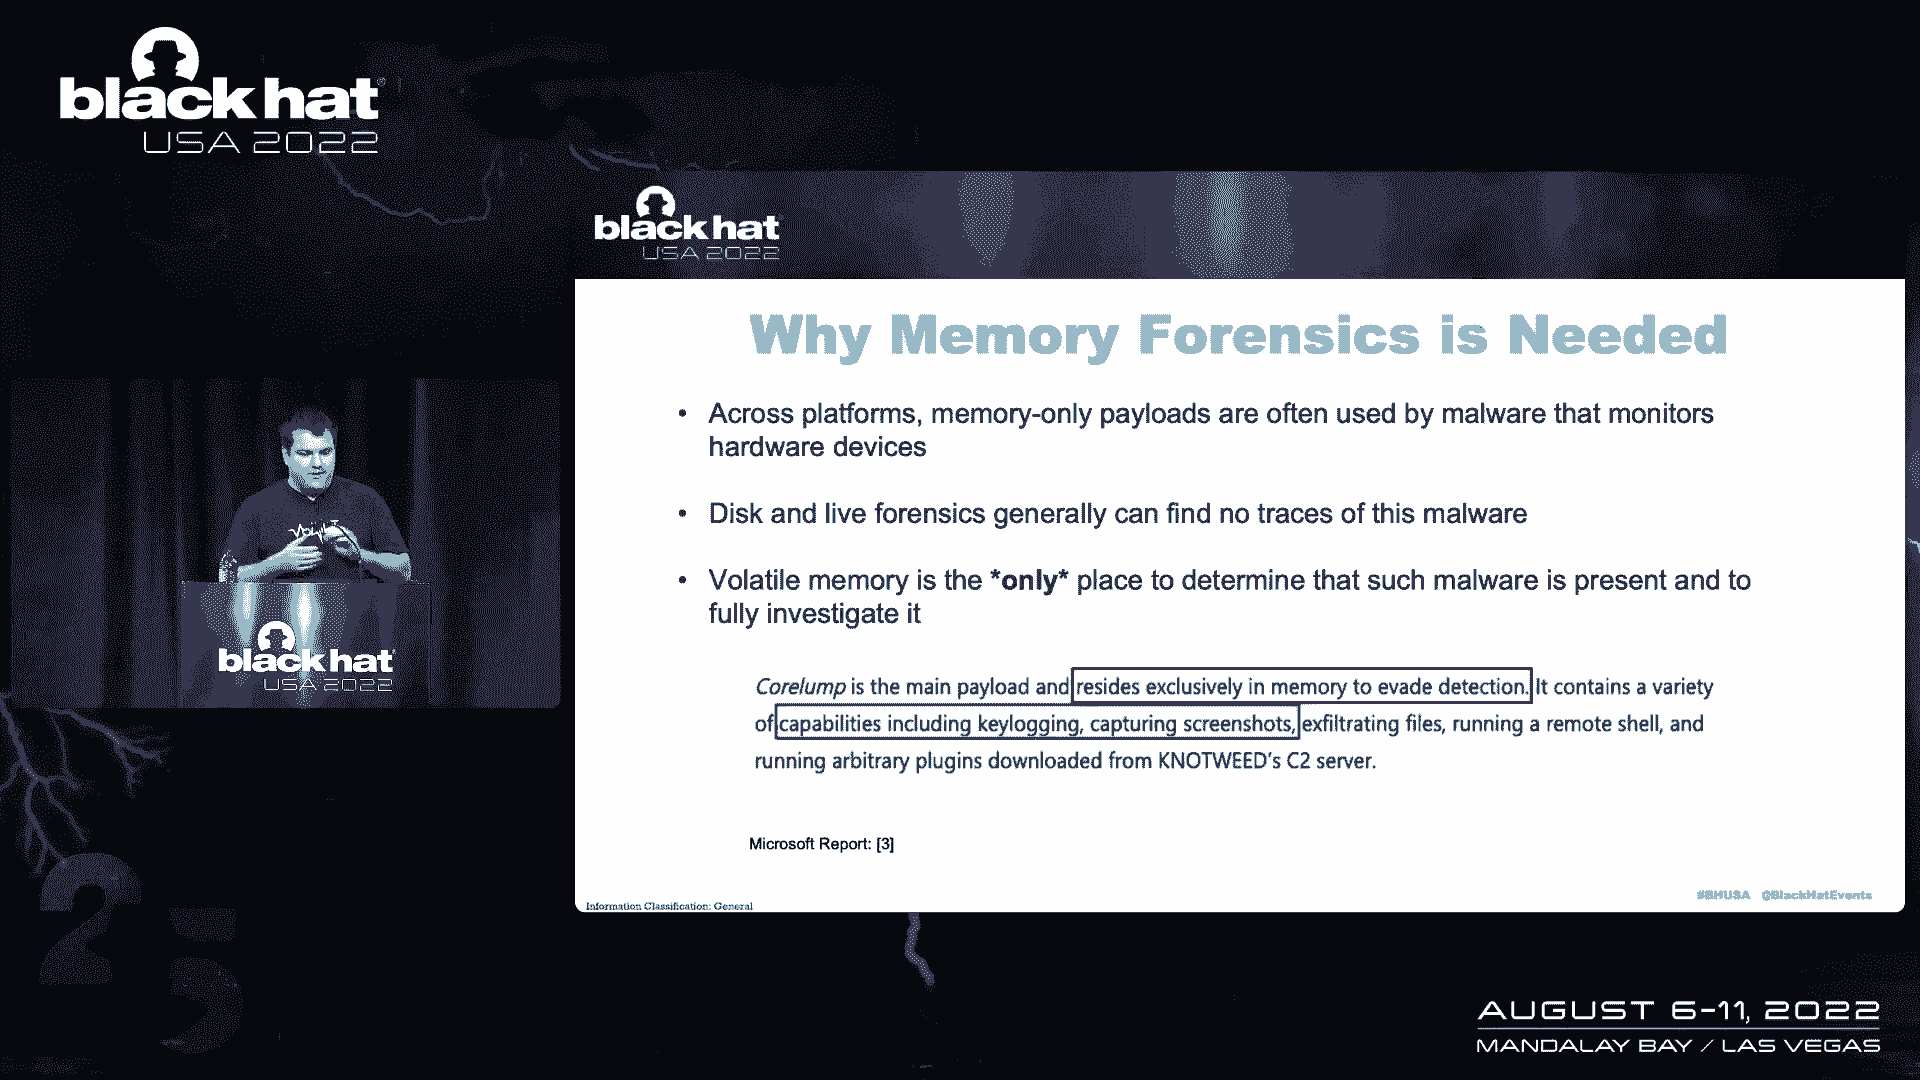 black hat
USA 2022
black hat
USA 2022
Why Memory Forensics is Needed
• Across platforms, memory-only payloads are often used by malware that monitors
hardware devices
• Disk and live forensics generally can find no traces of this malware
• Volatile memory is the *only* place to determine that such malware is present and to
fully investigate it
Corelump is the main payload and resides exclusively in memory to evade detection. It contains a variety
of capabilities including keylogging, capturing screenshots, exfiltrating files, running a remote shell, and
running arbitrary plugins downloaded from KNOTWEED's C2 server.
Microsoft Report: [3]
Information Classification: General
#BHUSA @BlackHatEvents
black hat
USA 2022
25
AUGUST 6-11, 2022
MANDALAY BAY / LAS VEGAS